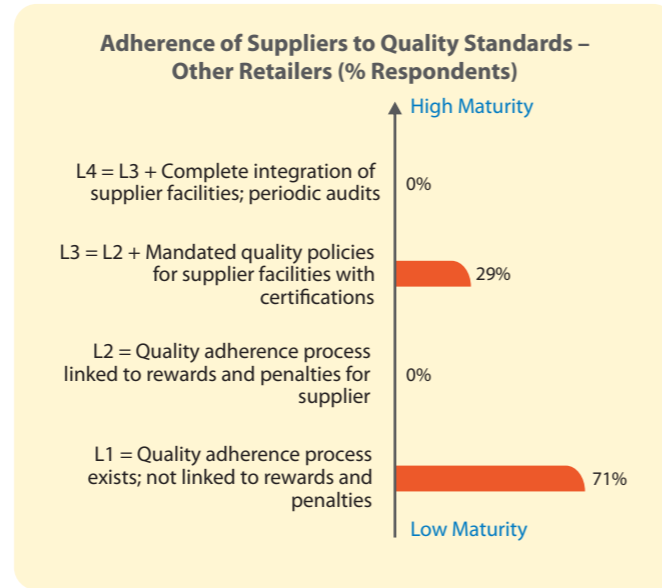 Adherence of Suppliers to Quality Standards –
Other Retailers (% Respondents)
High Maturity
L4 = L3 + Complete integration of
supplier facilities; periodic audits
0%
L3 = L2 + Mandated quality policies
for supplier facilities with
certifications
29%
L2 = Quality adherence process
linked to rewards and penalties for
supplier
0%
L1 = Quality adherence process
exists; not linked to rewards and
penalties
71%
Low Maturity